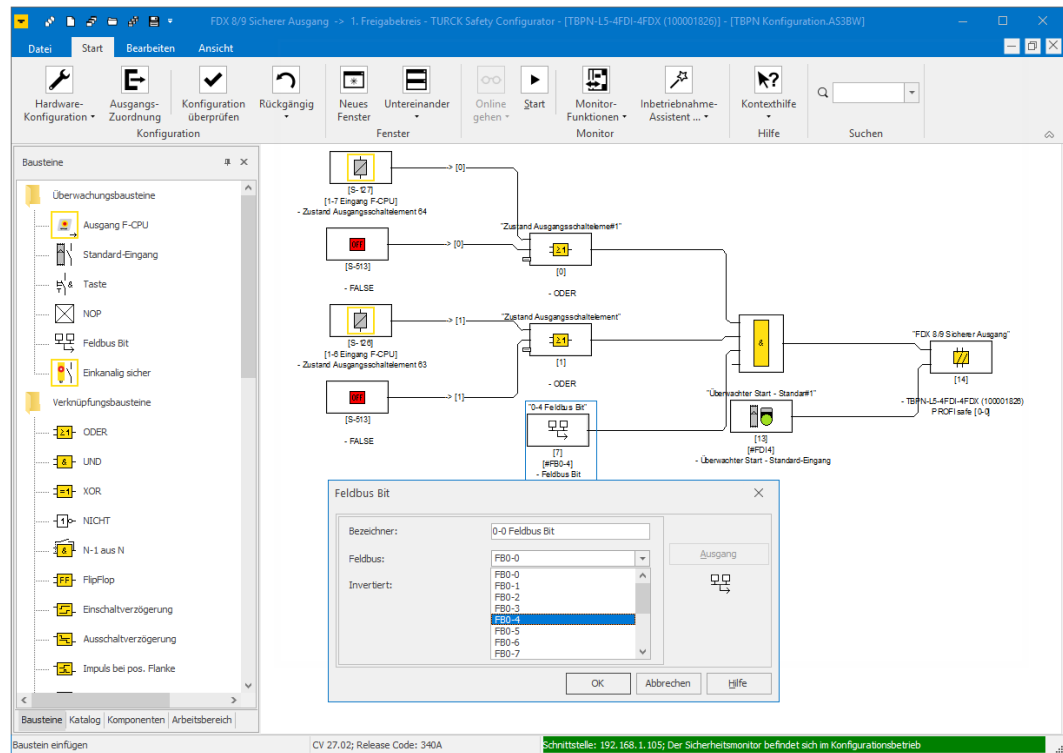 FDX 8/9 Sicherer Ausgang -> 1. Freigabekreis - TURCK Safety Configurator - [TBPN-L5-4FDI-4FDX (100001826)] - [TBPN Konfiguration.AS3BW]
Datei Start Bearbeiten Ansicht
Hardware-Konfiguration
Ausgangs-Zuordnung
Konfiguration überprüfen
Rückgängig
Neues Fenster
Untereinander
Online gehen
Start
Monitor-Funktionen
Inbetriebnahme-Assistent ...
Kontexthilfe
Konfiguration Fenster Monitor Hilfe Suchen
Bausteine
Überwachungsbausteine
Ausgang F-CPU
Standard-Eingang
Taste
NOP
Feldbus Bit
Einkanalig sicher
Verknüpfungsbausteine
ODER
UND
XOR
NICHT
N-1 aus N
FlipFlop
Einschaltverzögerung
Ausschaltverzögerung
Impuls bei pos. Flanke
Bausteine Katalog Komponenten Arbeitsbereich
-> [0]
[S-127]
[1-7 Eingang F-CPU]
- Zustand Ausgangsschaltelement 64
OFF
-> [0]
[S-513]
- FALSE
"Zustand Ausgangsschalteleme#1"
≥1
[0]
- ODER
-> [1]
[S-126]
[1-6 Eingang F-CPU]
- Zustand Ausgangsschaltelement 63
OFF
-> [1]
[S-513]
- FALSE
"Zustand Ausgangsschaltelement"
≥1
[1]
- ODER
"0-4 Feldbus Bit"
[7]
[#FB0-4]
- Feldbus Bit
&
"Überwachter Start - Standar#1"
[13]
[#FDI4]
- Überwachter Start - Standard-Eingang
"FDX 8/9 Sicherer Ausgang"
[14]
- TBPN-L5-4FDI-4FDX (100001826)
PROFIsafe [0-0]
Feldbus Bit
Bezeichner: 0-0 Feldbus Bit
Feldbus: FB0-0
Invertiert:
FB0-0
FB0-1
FB0-2
FB0-3
FB0-4
FB0-5
FB0-6
FB0-7
Ausgang
OK Abbrechen Hilfe
Baustein einfügen
CV 27.02; Release Code: 340A
Schnittstelle: 192.168.1.105; Der Sicherheitsmonitor befindet sich im Konfigurationsbetrieb